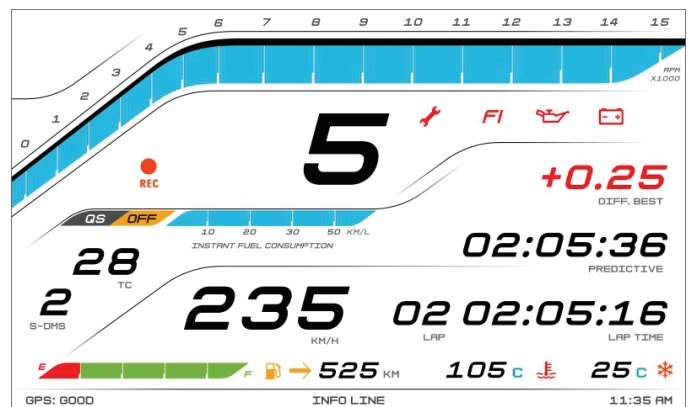 0 1 2 3 4 5 6 7 8 9 10 11 12 13 14 15
RPM
X1000
5
FI
REC
+0.25
DIFF. BEST
QS OFF
10 20 30 50 KM/L
INSTANT FUEL CONSUMPTION
02:05:36
PREDICTIVE
28
TC
2
S-DMS
235
KM/H
02 02:05:16
LAP LAP TIME
E F 525 KM 105 C 25 C
GPS: GOOD INFO LINE 11:35 AM